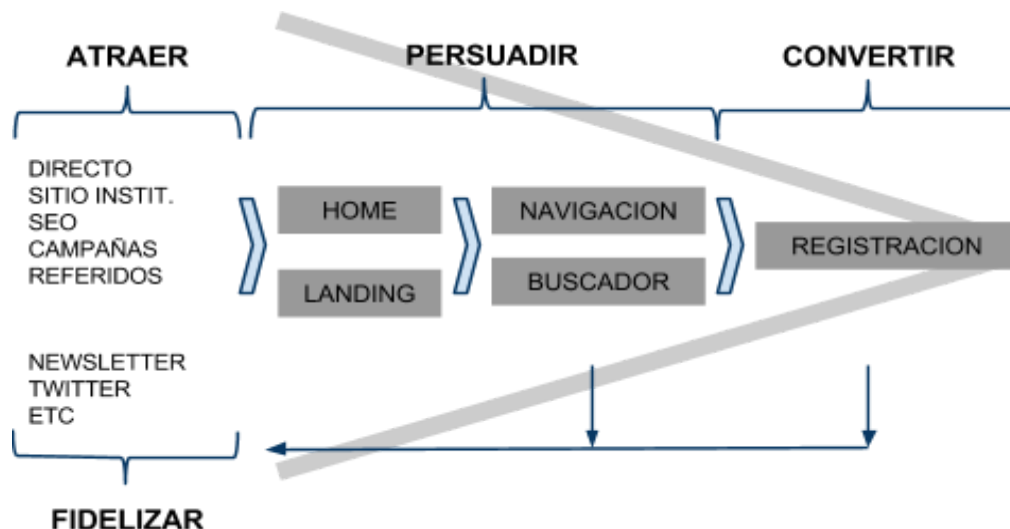 ATRAER
PERSUADIR
CONVERTIR
DIRECTO
SITIO INSTIT.
SEO
CAMPAÑAS
REFERIDOS
HOME
LANDING
NAVIGACION
BUSCADOR
REGISTRACION
NEWSLETTER
TWITTER
ETC
FIDELIZAR